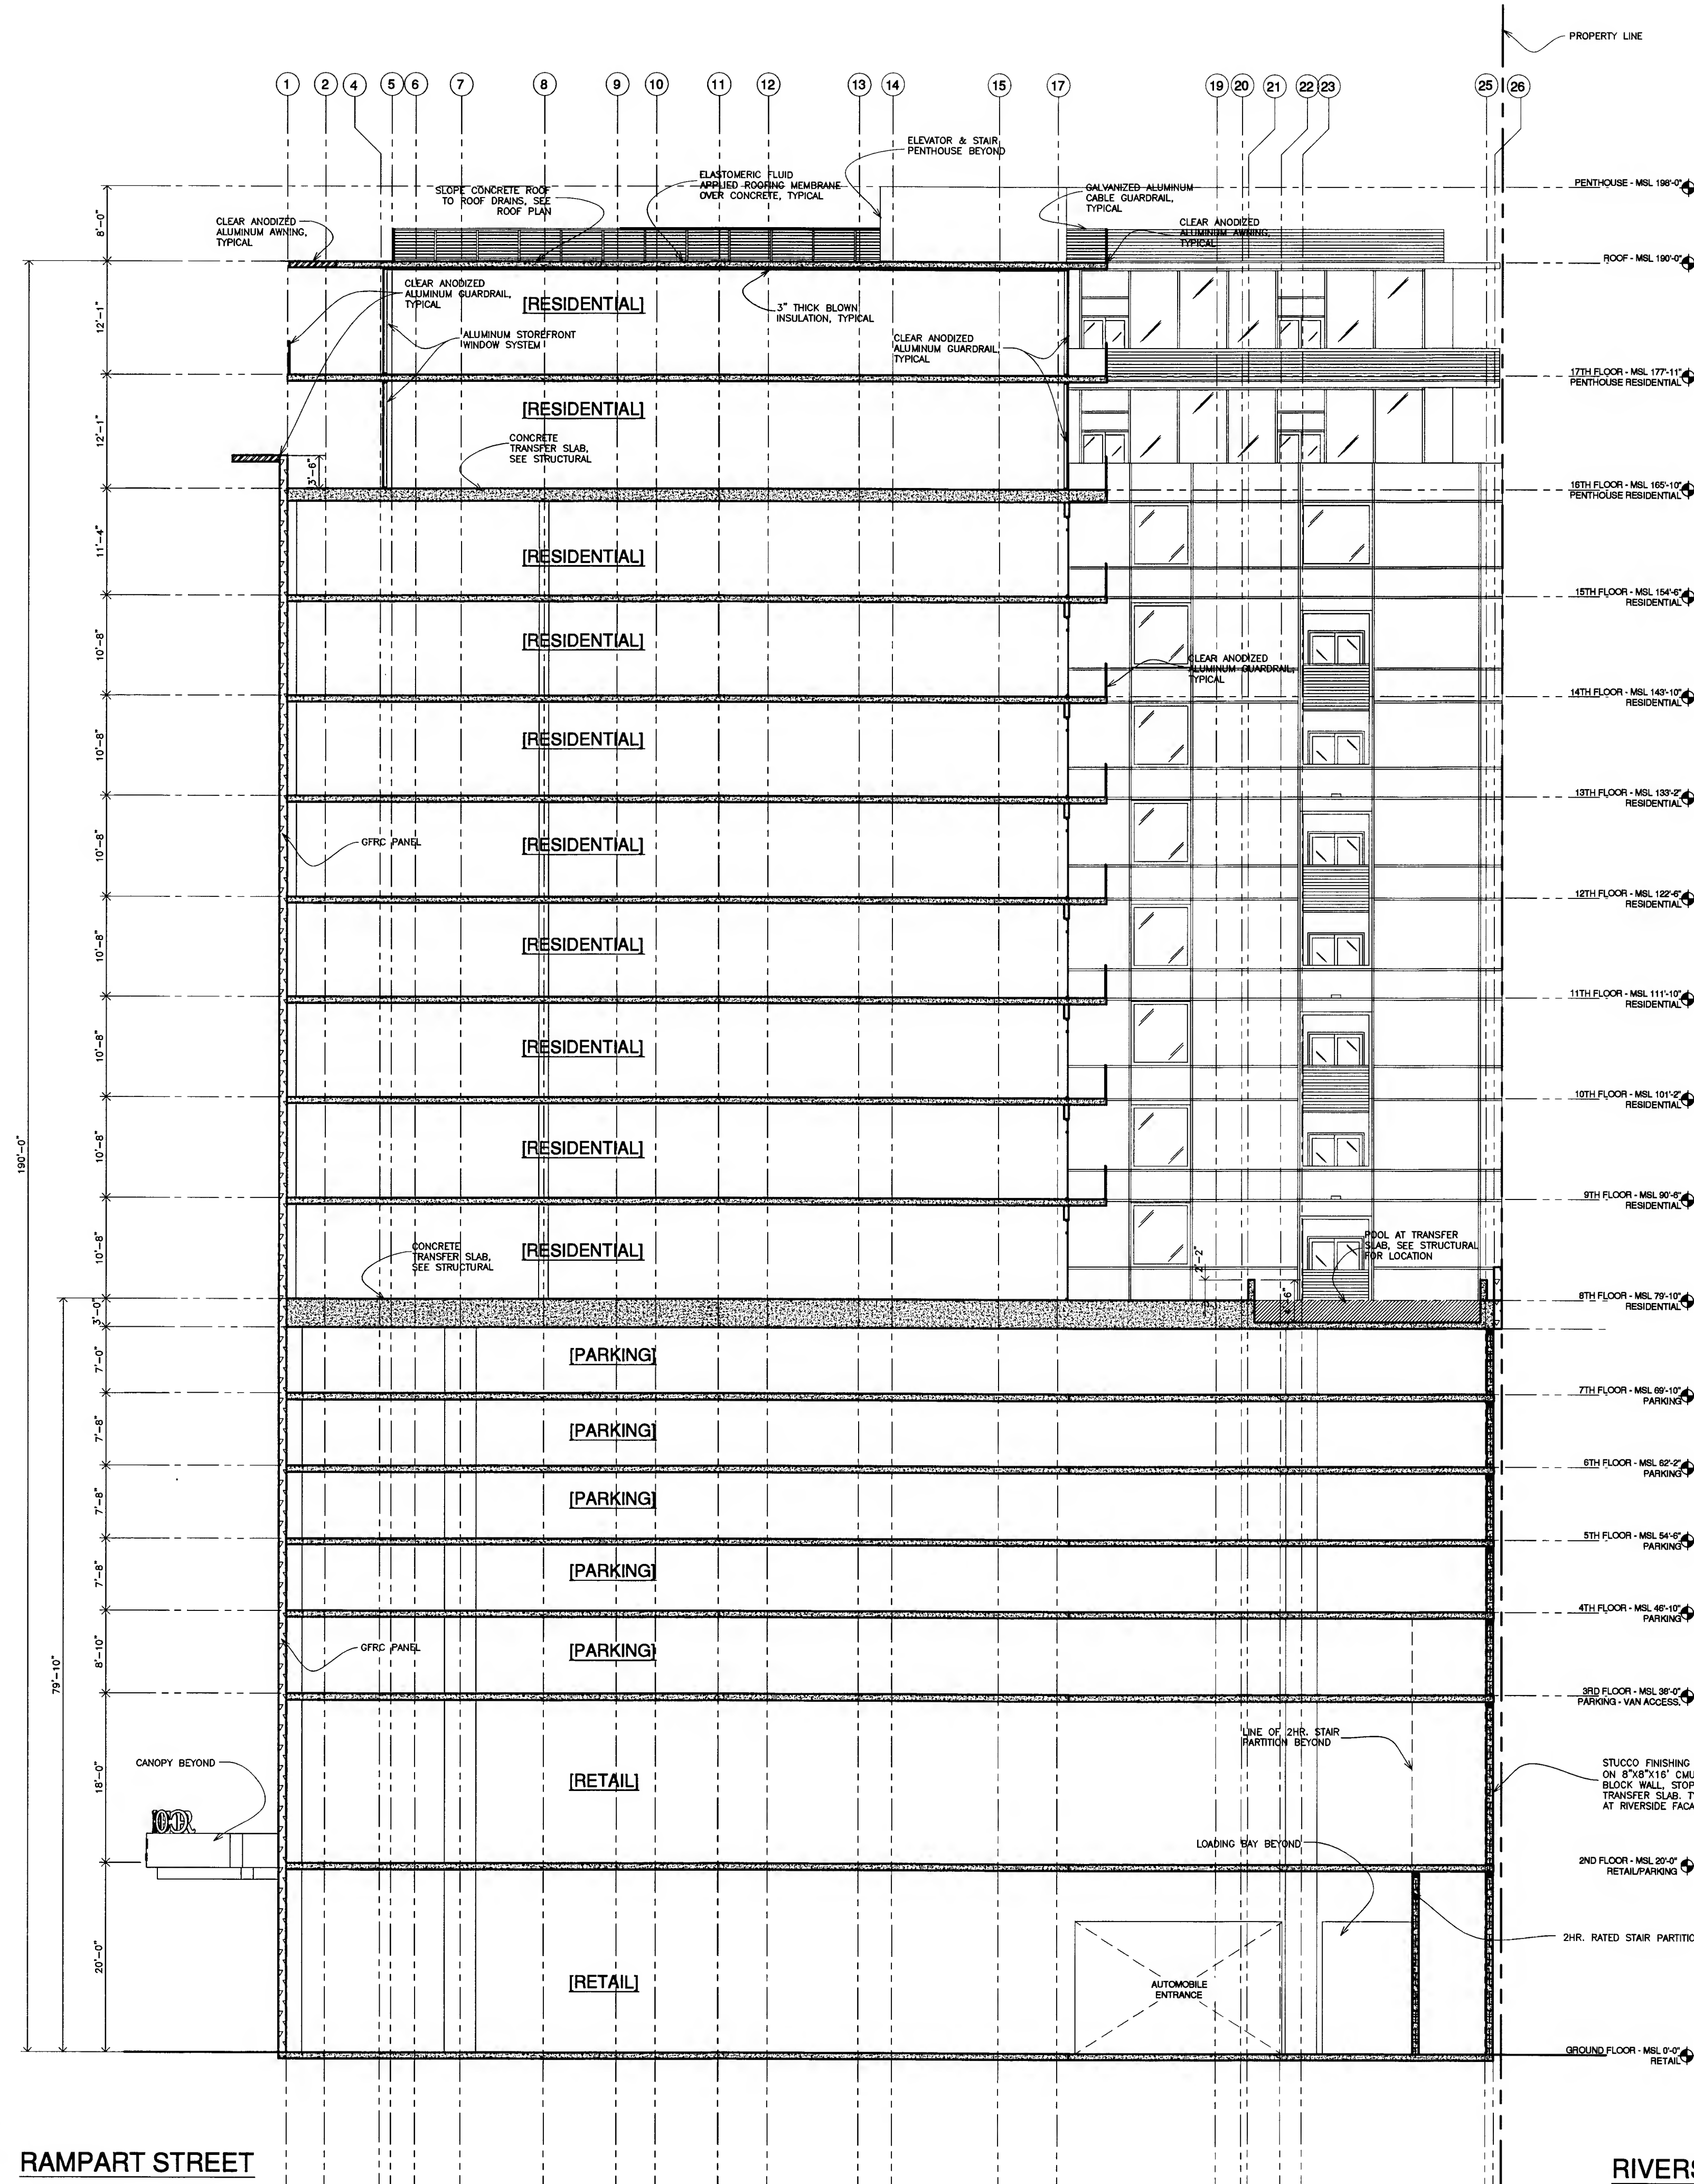 PROPERTY LINE
1 2 4 5 6 7 8 9 10 11 12 13 14 15 17 19 20 21 22 23 25 26
ELEVATOR & STAIR
PENTHOUSE BEYOND
ELASTOMERIC FLUID
APPLIED ROOFING MEMBRANE
OVER CONCRETE, TYPICAL
SLOPE CONCRETE ROOF
TO ROOF DRAINS, SEE
ROOF PLAN
GALVANIZED ALUMINUM
CABLE GUARDRAIL,
TYPICAL
PENTHOUSE - MSL 198'-0"
CLEAR ANODIZED
ALUMINUM AWNING,
TYPICAL
CLEAR ANODIZED
ALUMINUM AWNING,
TYPICAL
8'-0"
ROOF - MSL 190'-0"
CLEAR ANODIZED
ALUMINUM GUARDRAIL,
TYPICAL
[RESIDENTIAL]
3" THICK BLOWN
INSULATION, TYPICAL
12'-1"
ALUMINUM STOREFRONT
WINDOW SYSTEM
CLEAR ANODIZED
ALUMINUM GUARDRAIL
TYPICAL
17TH FLOOR - MSL 177'-11"
PENTHOUSE RESIDENTIAL
[RESIDENTIAL]
12'-1"
CONCRETE
TRANSFER SLAB,
SEE STRUCTURAL
3'-6"
16TH FLOOR - MSL 165'-10"
PENTHOUSE RESIDENTIAL
11'-4"
[RESIDENTIAL]
15TH FLOOR - MSL 154'-6"
RESIDENTIAL
10'-8"
[RESIDENTIAL]
CLEAR ANODIZED
ALUMINUM GUARDRAIL,
TYPICAL
14TH FLOOR - MSL 143'-10"
RESIDENTIAL
10'-8"
[RESIDENTIAL]
13TH FLOOR - MSL 133'-2"
RESIDENTIAL
10'-8"
GFRC PANEL
[RESIDENTIAL]
12TH FLOOR - MSL 122'-6"
RESIDENTIAL
10'-8"
[RESIDENTIAL]
11TH FLOOR - MSL 111'-10"
RESIDENTIAL
10'-8"
[RESIDENTIAL]
10TH FLOOR - MSL 101'-2"
RESIDENTIAL
190'-0"
10'-8"
[RESIDENTIAL]
9TH FLOOR - MSL 90'-6"
RESIDENTIAL
10'-8"
CONCRETE
TRANSFER SLAB,
SEE STRUCTURAL
[RESIDENTIAL]
2'-2"
POOL AT TRANSFER
SLAB, SEE STRUCTURAL
FOR LOCATION
4'-6"
8TH FLOOR - MSL 79'-10"
RESIDENTIAL
3'-0"
7'-0"
[PARKING]
7TH FLOOR - MSL 69'-10"
PARKING
7'-8"
[PARKING]
6TH FLOOR - MSL 62'-2"
PARKING
7'-8"
[PARKING]
5TH FLOOR - MSL 54'-6"
PARKING
7'-8"
[PARKING]
4TH FLOOR - MSL 46'-10"
PARKING
79'-10"
8'-10"
GFRC PANEL
[PARKING]
3RD FLOOR - MSL 38'-0"
PARKING - VAN ACCESS.
LINE OF 2HR. STAIR
PARTITION BEYOND
CANOPY BEYOND
18'-0"
[RETAIL]
STUCCO FINISHING
ON 8"X8"X16' CMU
BLOCK WALL, STOP
TRANSFER SLAB. T
AT RIVERSIDE FACA
LOADING BAY BEYOND
2ND FLOOR - MSL 20'-0"
RETAIL/PARKING
2HR. RATED STAIR PARTITIO
20'-0"
[RETAIL]
AUTOMOBILE
ENTRANCE
GROUND FLOOR - MSL 0'-0"
RETAIL
RAMPART STREET
RIVERS